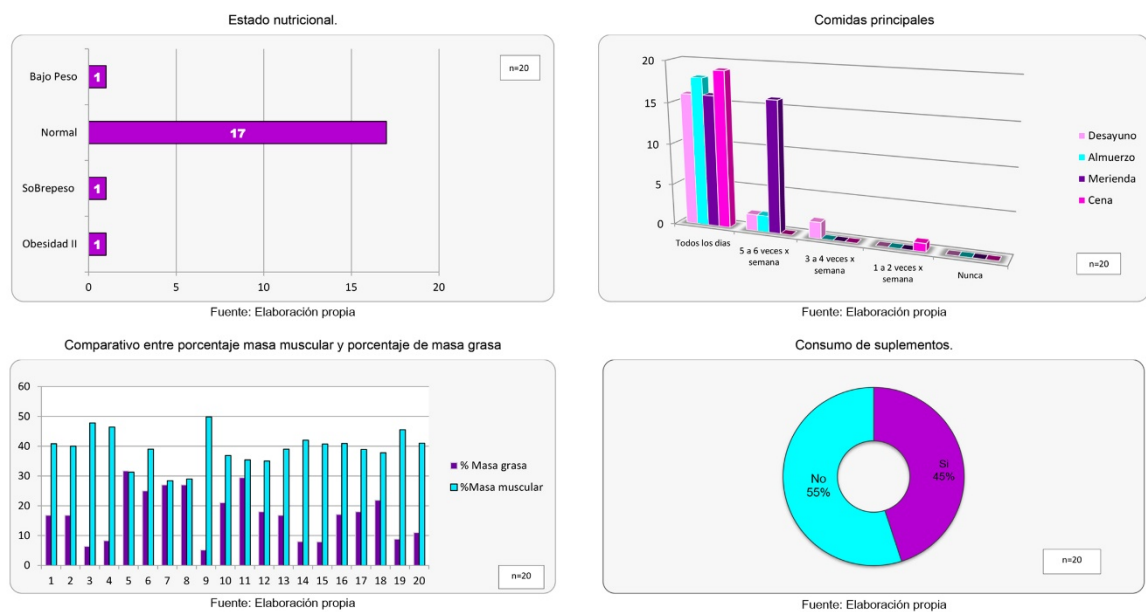 Estado nutricional.
n=20
Bajo Peso
1
Normal
17
SoBrepeso
1
Obesidad II
1
0
5
10
15
20
Fuente: Elaboración propia
Comidas principales
20
15
10
5
0
Todos los dias
5 a 6 veces x
semana
3 a 4 veces x
semana
1 a 2 veces x
semana
Nunca
Desayuno
Almuerzo
Merienda
Cena
n=20
Fuente: Elaboración propia
Comparativo entre porcentaje masa muscular y porcentaje de masa grasa
60
50
40
30
20
10
0
1 2 3 4 5 6 7 8 9 10 11 12 13 14 15 16 17 18 19 20
% Masa grasa
%Masa muscular
n=20
Fuente: Elaboración propia
Consumo de suplementos.
No
55%
Si
45%
n=20
Fuente: Elaboración propia